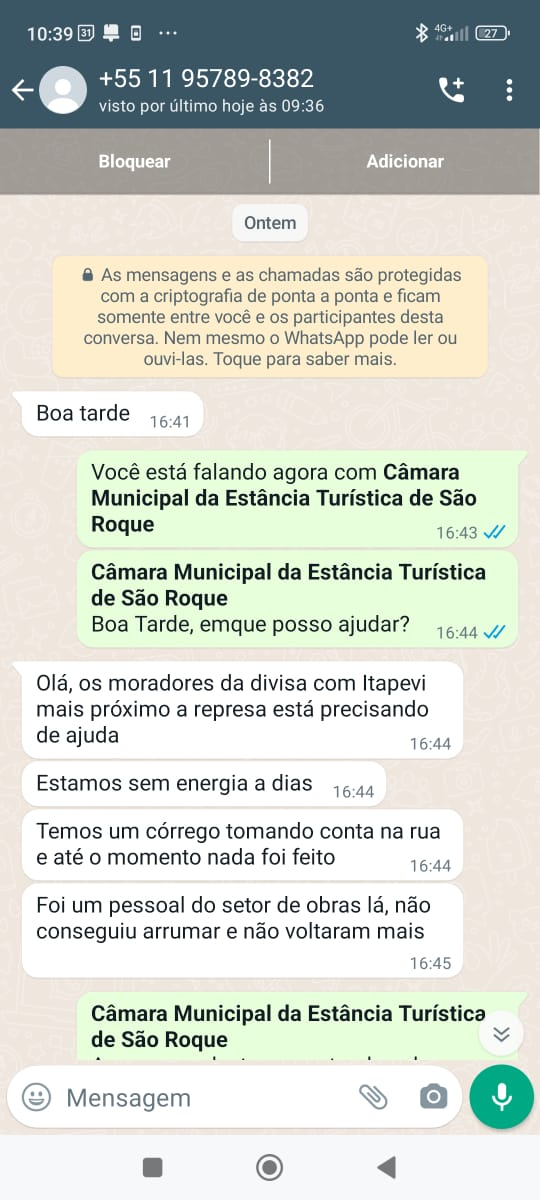 10:39 31 ...
4G+ 27
+55 11 95789-8382
visto por último hoje às 09:36
Bloquear Adicionar
Ontem
As mensagens e as chamadas são protegidas
com a criptografia de ponta a ponta e ficam
somente entre você e os participantes desta
conversa. Nem mesmo o WhatsApp pode ler ou
ouvi-las. Toque para saber mais.
Boa tarde 16:41
Você está falando agora com Câmara
Municipal da Estância Turística de São
Roque
16:43
Câmara Municipal da Estância Turística
de São Roque
Boa Tarde, emque posso ajudar? 16:44
Olá, os moradores da divisa com Itapevi
mais próximo a represa está precisando
de ajuda
16:44
Estamos sem energia a dias 16:44
Temos um córrego tomando conta na rua
e até o momento nada foi feito 16:44
Foi um pessoal do setor de obras lá, não
conseguiu arrumar e não voltaram mais
16:45
Câmara Municipal da Estância Turística
de São Roque
Mensagem